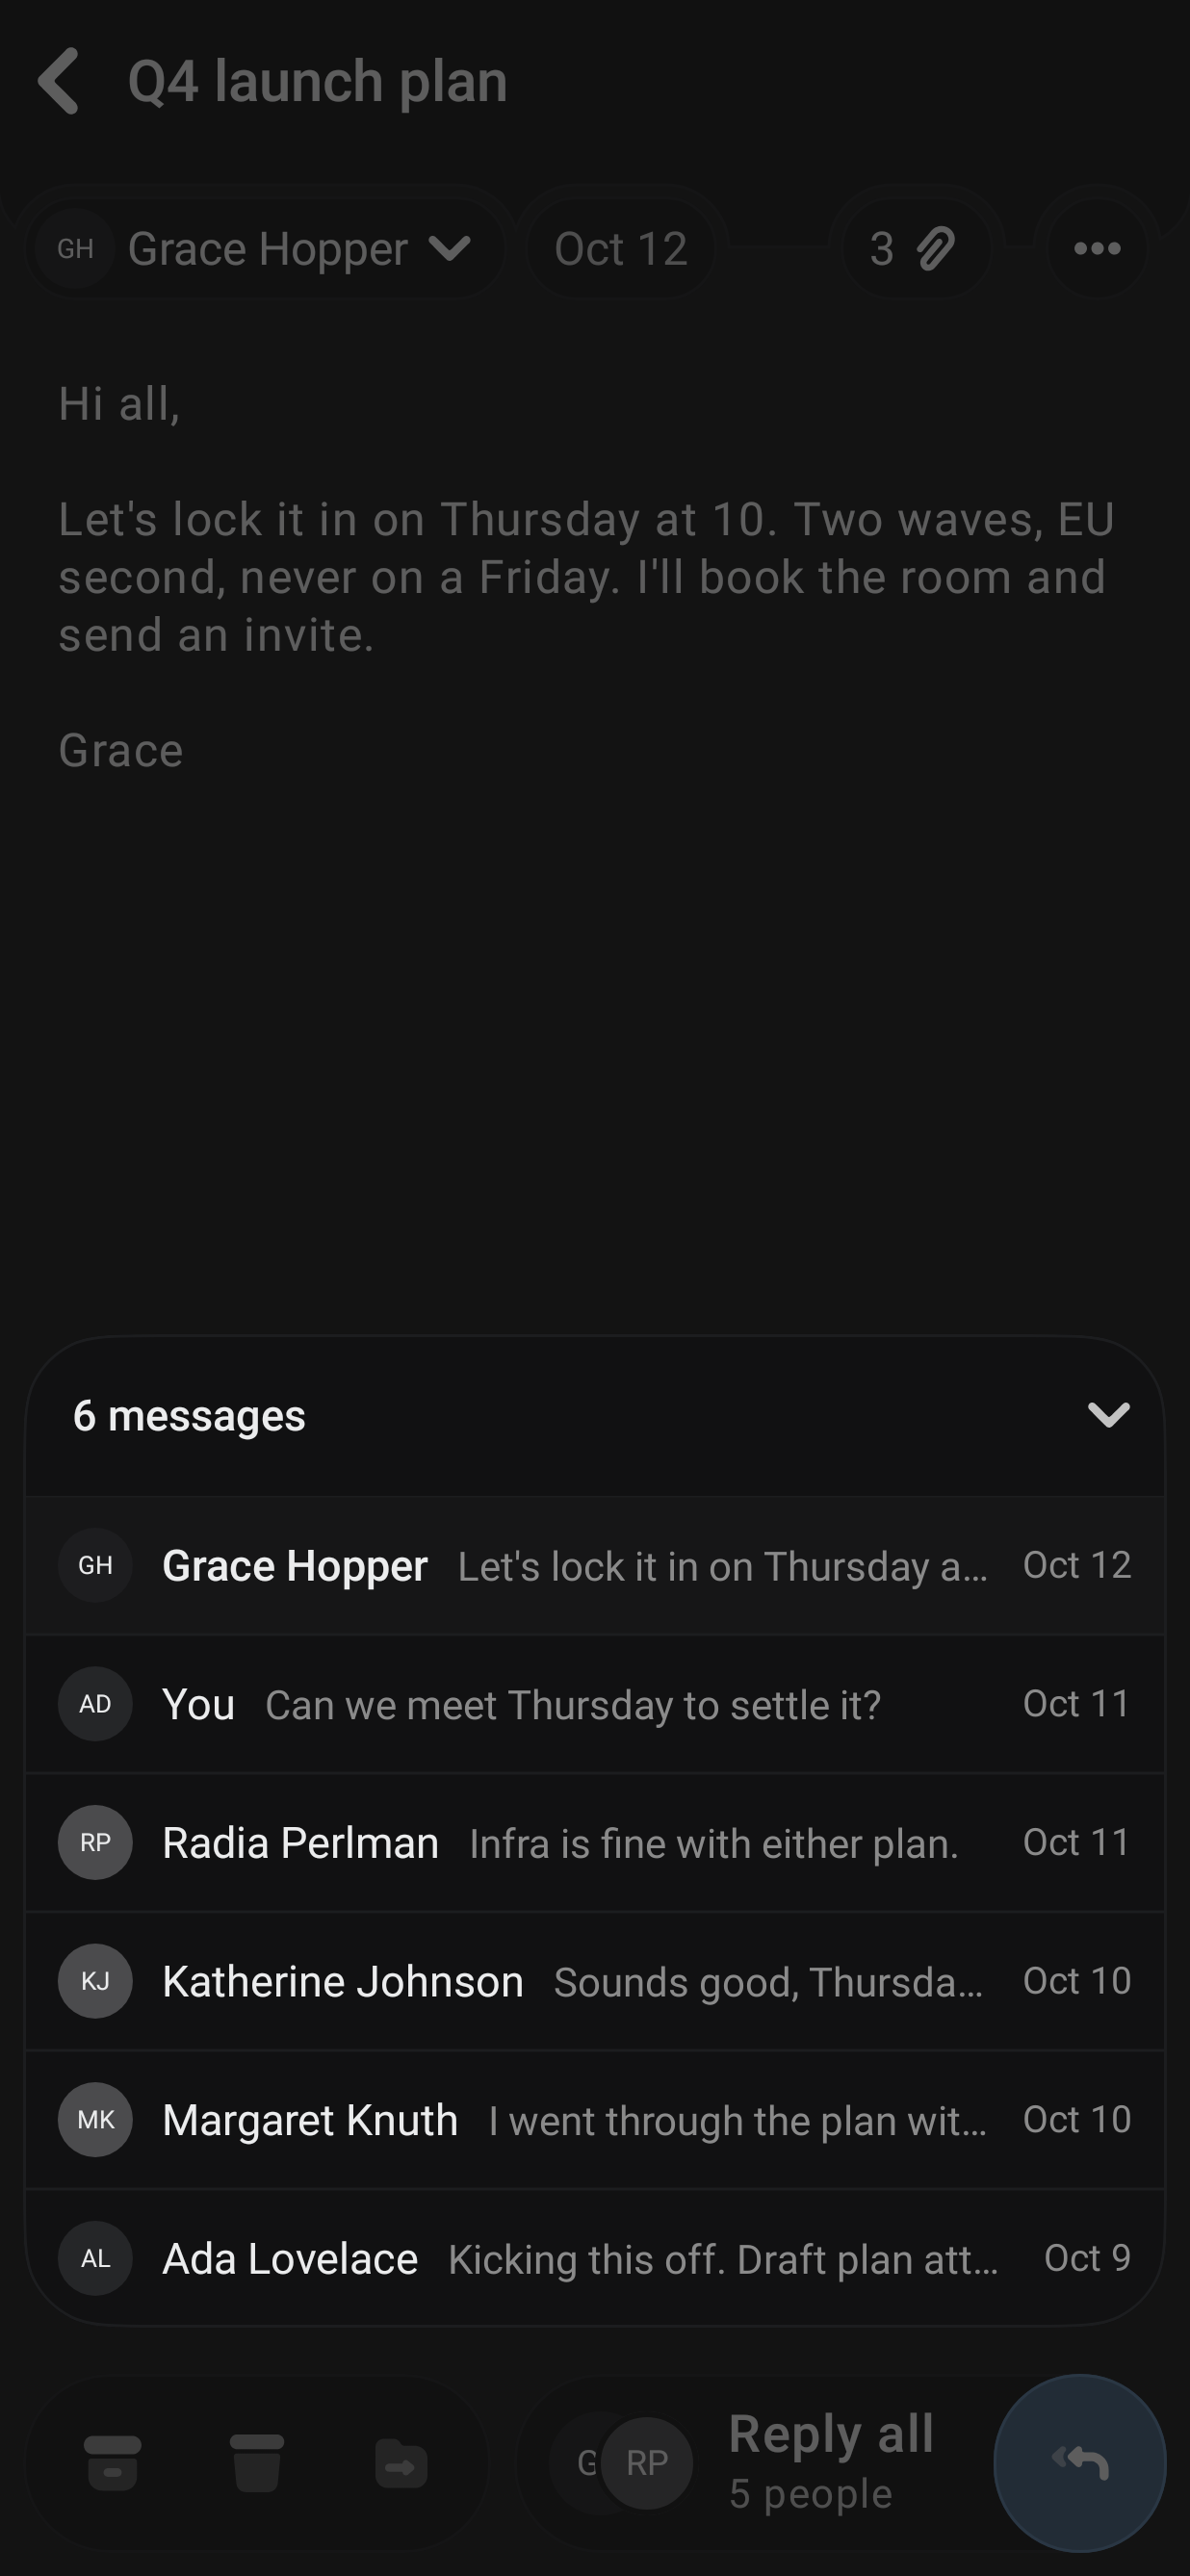 Q4 launch plan
GH Grace Hopper Oct 12 3
Hi all,
Let's lock it in on Thursday at 10. Two waves, EU
second, never on a Friday. I'll book the room and
send an invite.
Grace
6 messages
GH Grace Hopper Let's lock it in on Thursday a... Oct 12
AD You Can we meet Thursday to settle it? Oct 11
RP Radia Perlman Infra is fine with either plan. Oct 11
KJ Katherine Johnson Sounds good, Thursda... Oct 10
MK Margaret Knuth I went through the plan wit... Oct 10
AL Ada Lovelace Kicking this off. Draft plan att... Oct 9
G RP Reply all
5 people